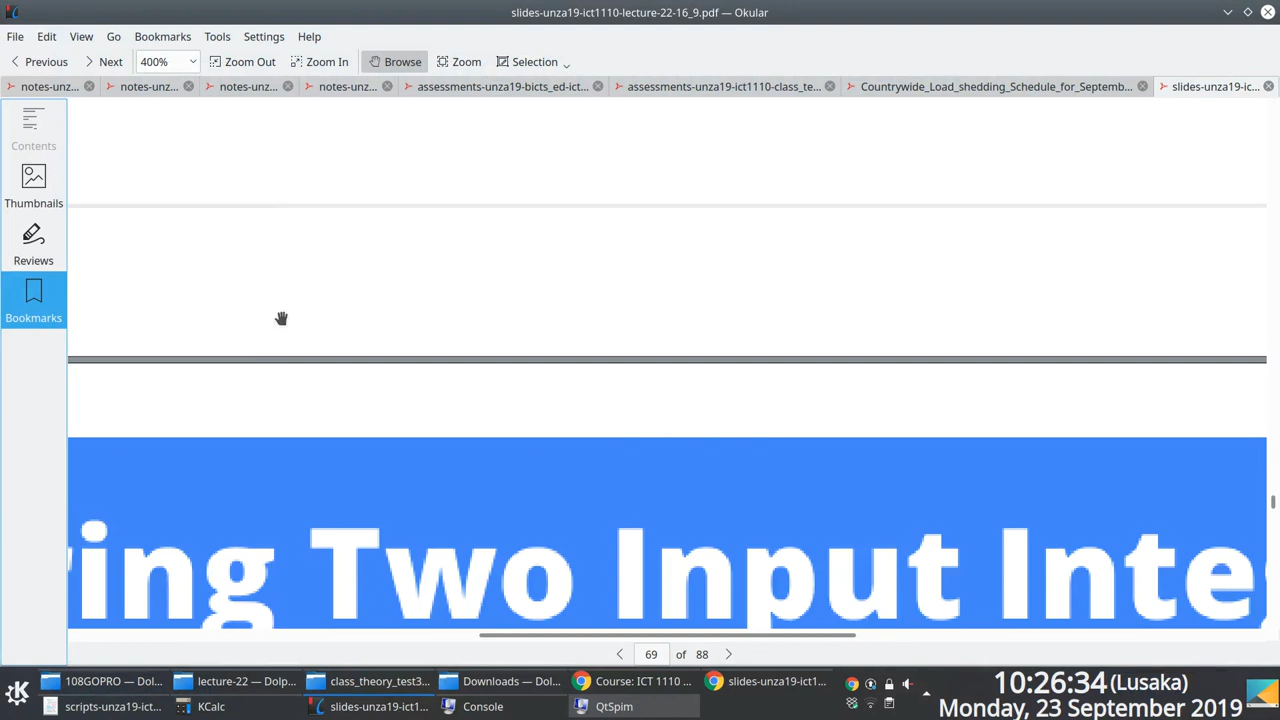 slides-unza19-ict1110-lecture-22-16_9.pdf — Okular
File Edit View Go Bookmarks Tools Settings Help
Previous Next 400% Zoom Out Zoom In Browse Zoom Selection
notes-unz... notes-unz... notes-unz... notes-unz... assessments-unza19-bicts_ed-ict... assessments-unza19-ict1110-class_te... Countrywide_Load_shedding_Schedule_for_Septemb... slides-unza19-ic...
Contents
Thumbnails
Reviews
Bookmarks
ing Two Input Inte
69 of 88
108GOPRO — Dol... lecture-22 — Dolp... class_theory_test3... Downloads — Dol... Course: ICT 1110 ... slides-unza19-ict1...
scripts-unza19-ict... KCalc slides-unza19-ict1... Console QtSpim
10:26:34 (Lusaka)
Monday, 23 September 2019